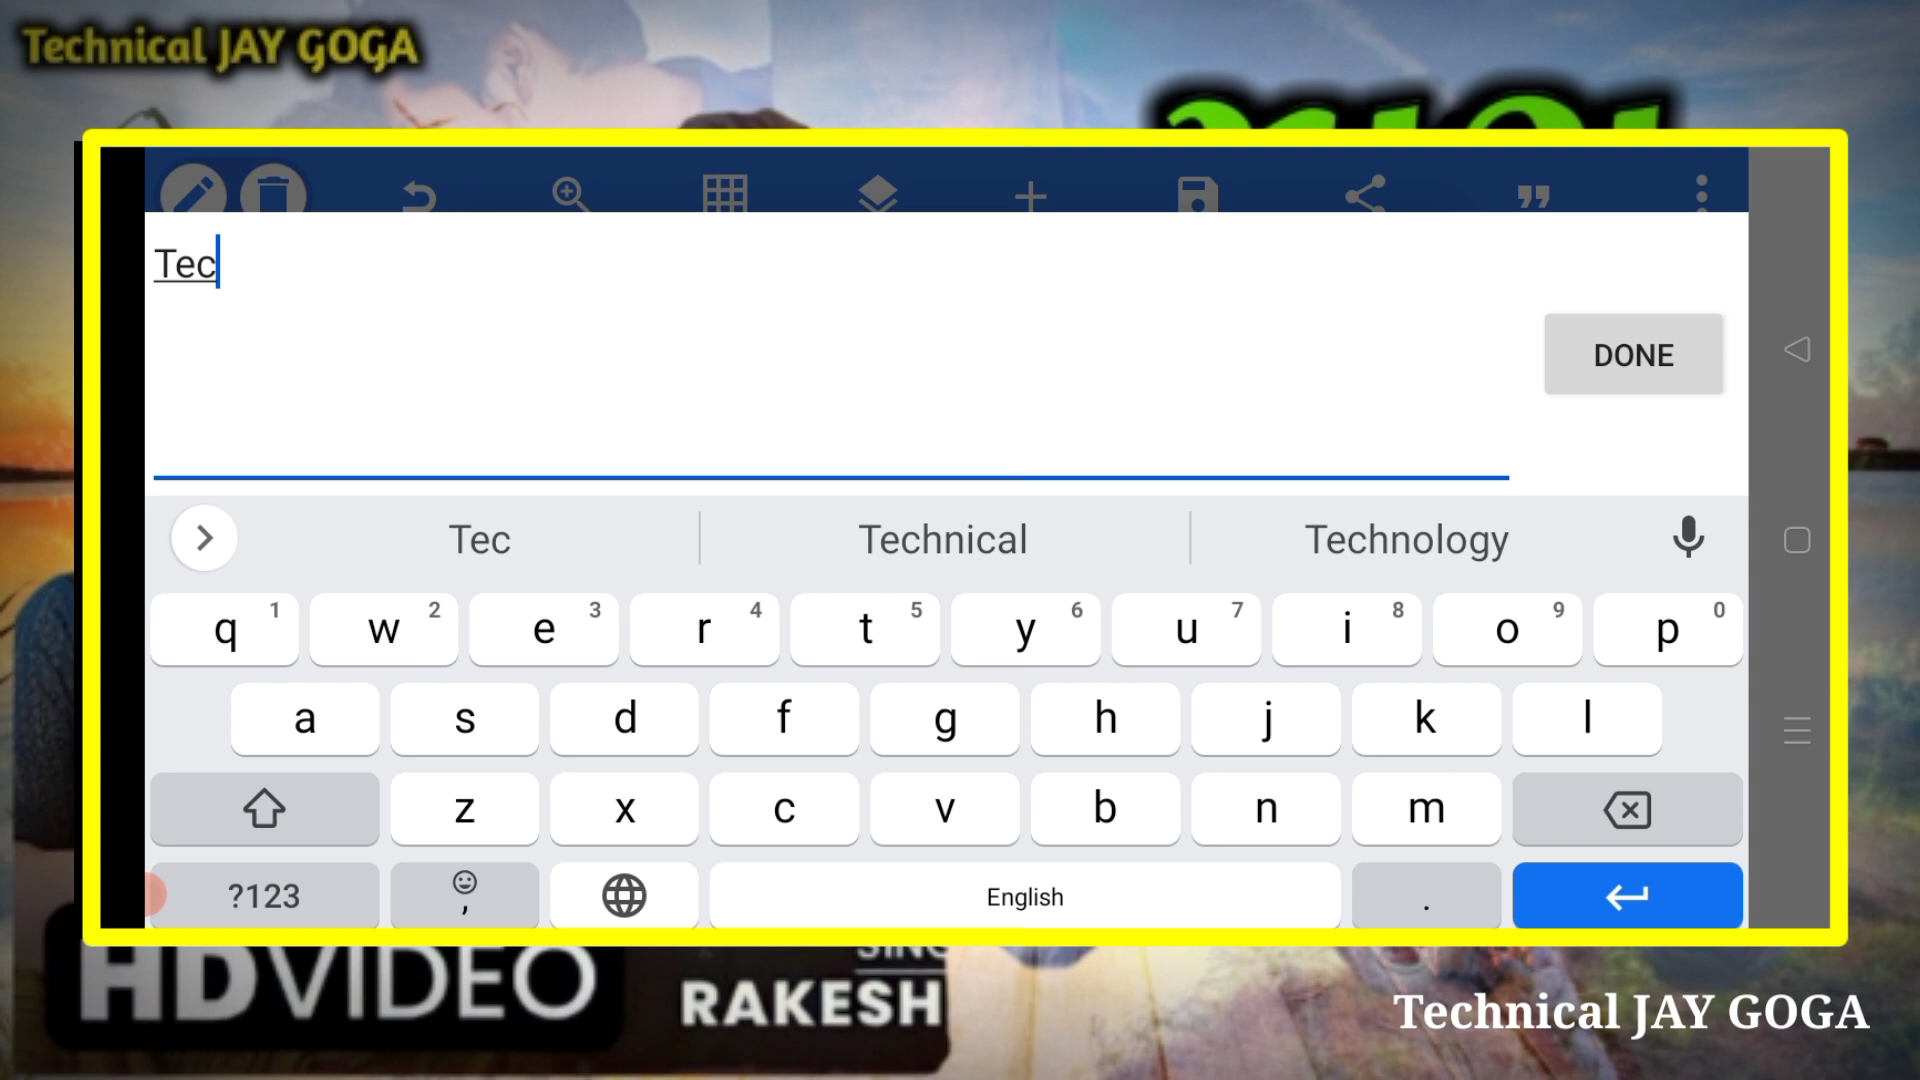 Technical JAY GOGA
Tec
DONE
Tec Technical Technology
q 1 w 2 e 3 r 4 t 5 y 6 u 7 i 8 o 9 p 0
a s d f g h j k l
z x c v b n m
?123 , English .
HDVIDEO
RAKESH
Technical JAY GOGA